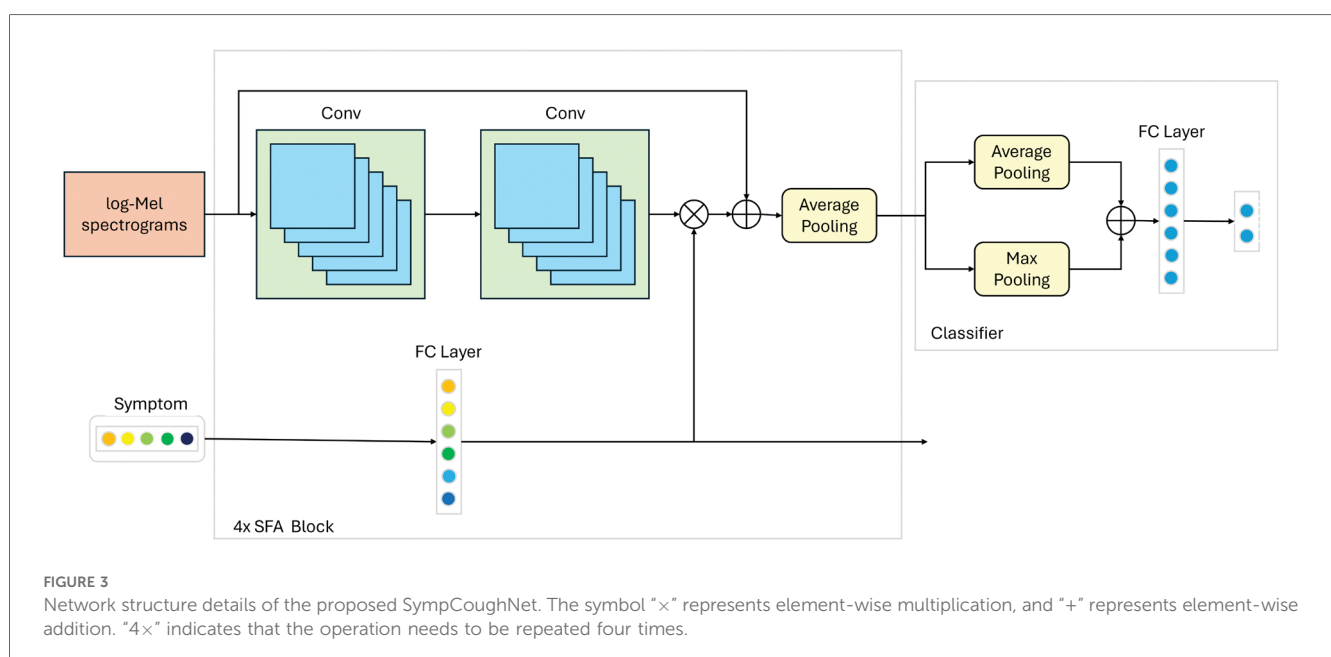 Conv
Conv
FC Layer
Average
Pooling
log-Mel
spectrograms
Average
Pooling
Max
Pooling
Classifier
FC Layer
Symptom
4x SFA Block
FIGURE 3
Network structure details of the proposed SympCoughNet. The symbol “×” represents element-wise multiplication, and “+” represents element-wise
addition. “4×” indicates that the operation needs to be repeated four times.